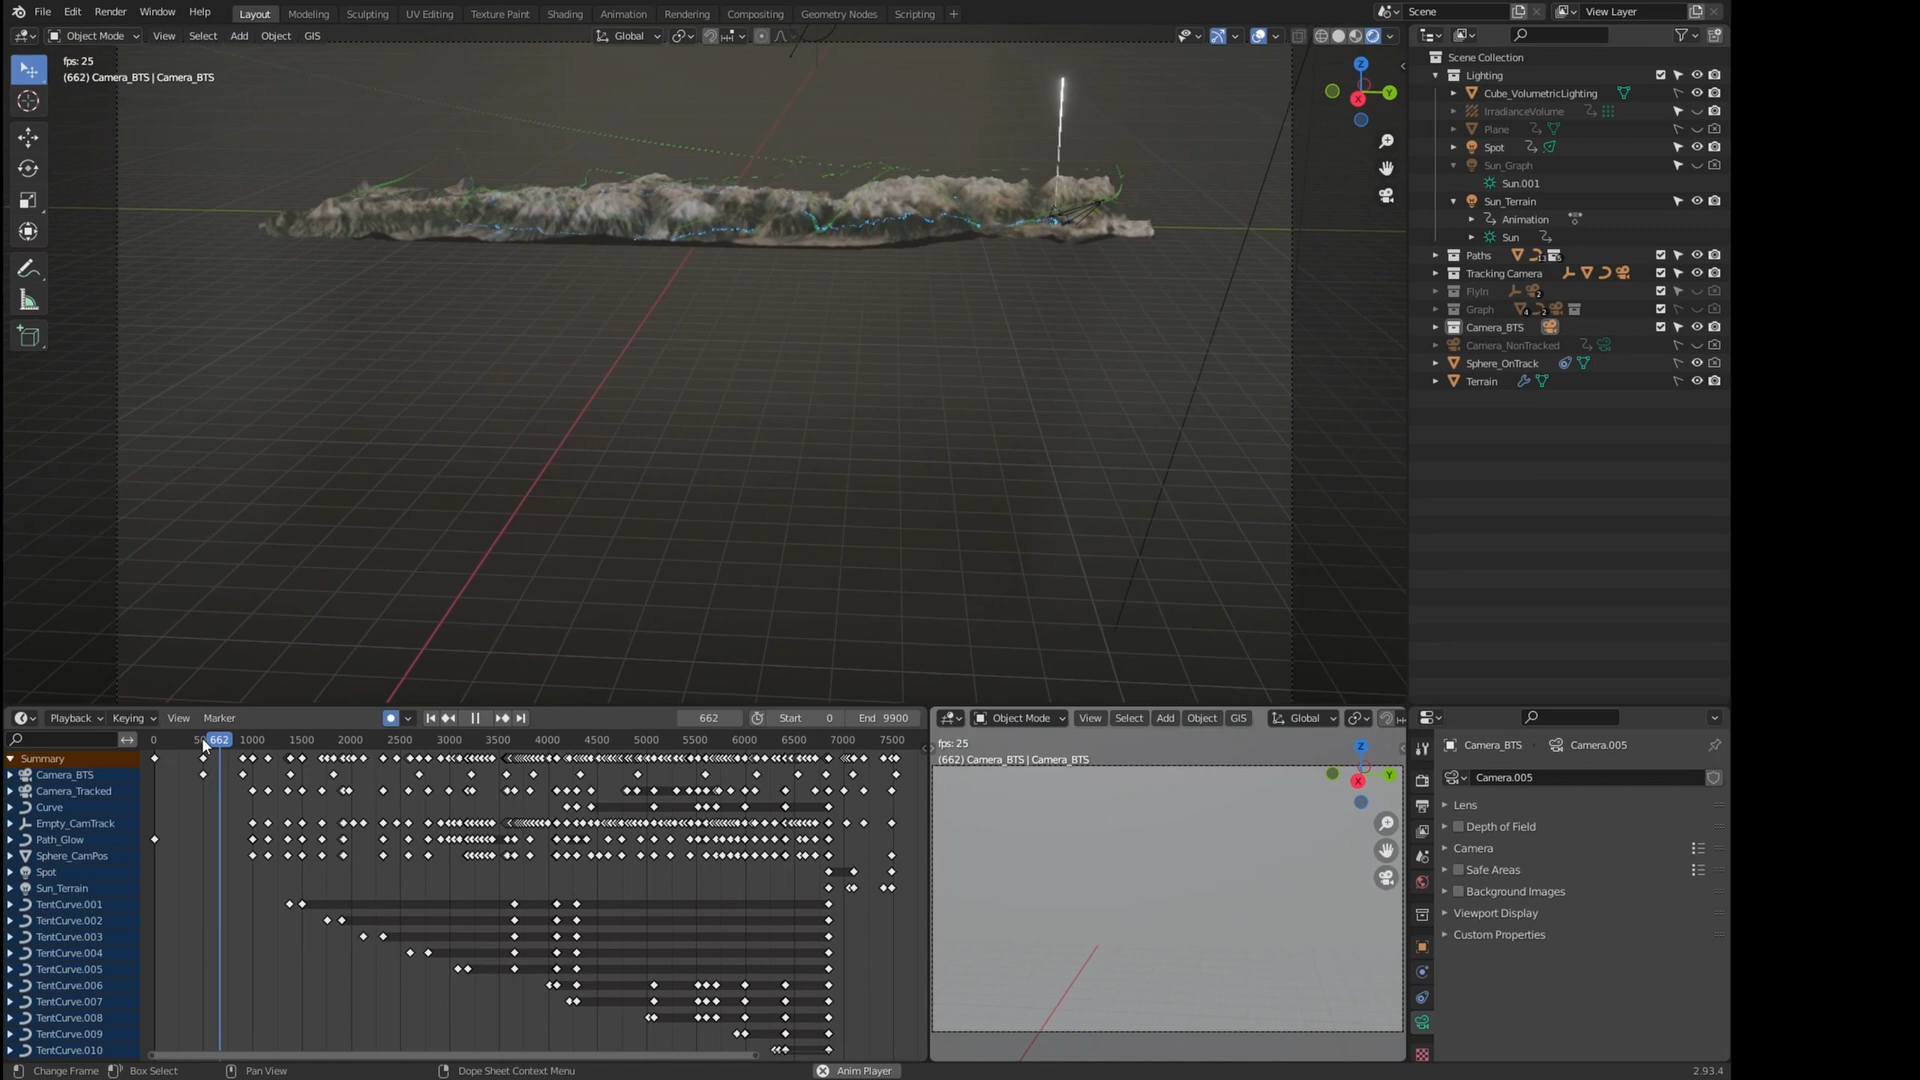 File Edit Render Window Help Layout Modeling Sculpting UV Editing Texture Paint Shading Animation Rendering Compositing Geometry Nodes Scripting + Scene View Layer
Object Mode View Select Add Object GIS Global
fps: 25
(662) Camera_BTS | Camera_BTS
Z
Y
X
Scene Collection
Lighting
Cube_VolumetricLighting
IrradianceVolume
Plane
Spot
Sun_Graph
Sun.001
Sun_Terrain
Animation
Sun
Paths
Tracking Camera
FlyIn 2
Graph 4 2
Camera_BTS
Camera_NonTracked
Sphere_OnTrack
Terrain
Playback Keying View Marker 662 Start 0 End 9900
0 662 1000 1500 2000 2500 3000 3500 4000 4500 5000 5500 6000 6500 7000 7500
Summary
Camera_BTS
Camera_Tracked
Curve
Empty_CamTrack
Path_Glow
Sphere_CamPos
Spot
Sun_Terrain
TentCurve.001
TentCurve.002
TentCurve.003
TentCurve.004
TentCurve.005
TentCurve.006
TentCurve.007
TentCurve.008
TentCurve.009
TentCurve.010
Object Mode View Select Add Object GIS Global
fps: 25
(662) Camera_BTS | Camera_BTS
Z
Y
X
Camera_BTS Camera.005
Camera.005
Lens
Depth of Field
Camera
Safe Areas
Background Images
Viewport Display
Custom Properties
Change Frame Box Select Pan View Dope Sheet Context Menu Anim Player 2.93.4